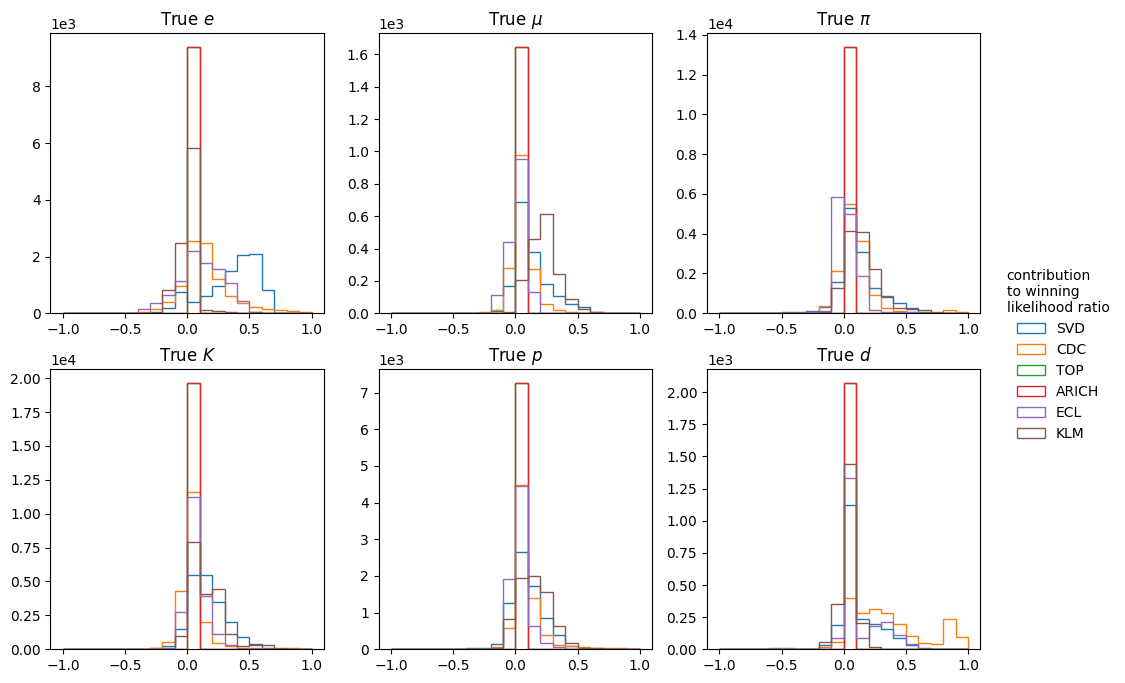 True e
1e3
8
6
4
2
0
−1.0 −0.5 0.0 0.5 1.0
True μ
1e3
1.6
1.4
1.2
1.0
0.8
0.6
0.4
0.2
0.0
−1.0 −0.5 0.0 0.5 1.0
True π
1e4
1.4
1.2
1.0
0.8
0.6
0.4
0.2
0.0
−1.0 −0.5 0.0 0.5 1.0
contribution
to winning
likelihood ratio
SVD
CDC
TOP
ARICH
ECL
KLM
True K
1e4
2.00
1.75
1.50
1.25
1.00
0.75
0.50
0.25
0.00
−1.0 −0.5 0.0 0.5 1.0
True p
1e3
7
6
5
4
3
2
1
0
−1.0 −0.5 0.0 0.5 1.0
True d
1e3
2.00
1.75
1.50
1.25
1.00
0.75
0.50
0.25
0.00
−1.0 −0.5 0.0 0.5 1.0